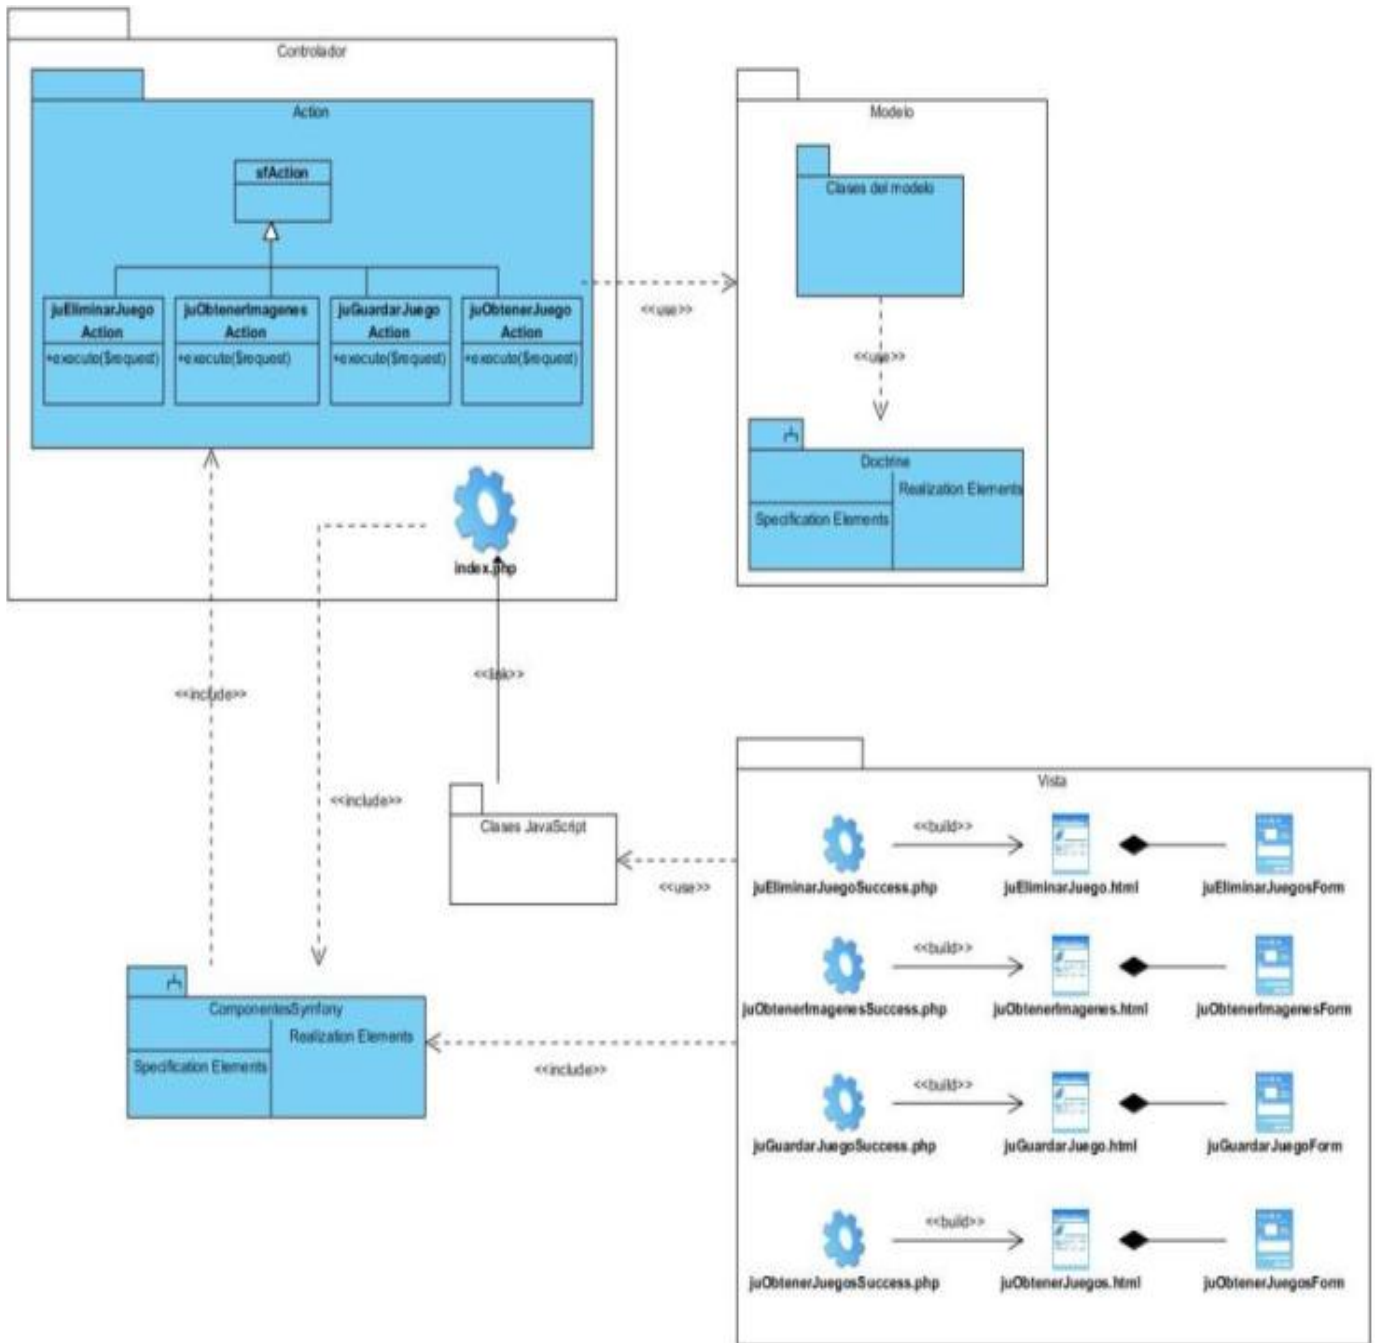 Controlador
Action
sfAction
juEliminarJuego
Action
+execute($request)
juObtenerImagenes
Action
+execute($request)
juGuardarJuego
Action
+execute($request)
juObtenerJuego
Action
+execute($request)
index.php
<<use>>
Modelo
Clases del modelo
<<use>>
Doctrine
Specification Elements
Realization Elements
<<include>>
<<link>>
<<include>>
Clases JavaScript
<<use>>
ComponentesSymfony
Specification Elements
Realization Elements
<<include>>
Vista
<<build>>
juEliminarJuegoSuccess.php
juEliminarJuego.html
juEliminarJuegosForm
<<build>>
juObtenerImagenesSuccess.php
juObtenerImagenes.html
juObtenerImagenesForm
<<build>>
juGuardarJuegoSuccess.php
juGuardarJuego.html
juGuardarJuegoForm
<<build>>
juObtenerJuegosSuccess.php
juObtenerJuegos.html
juObtenerJuegosForm